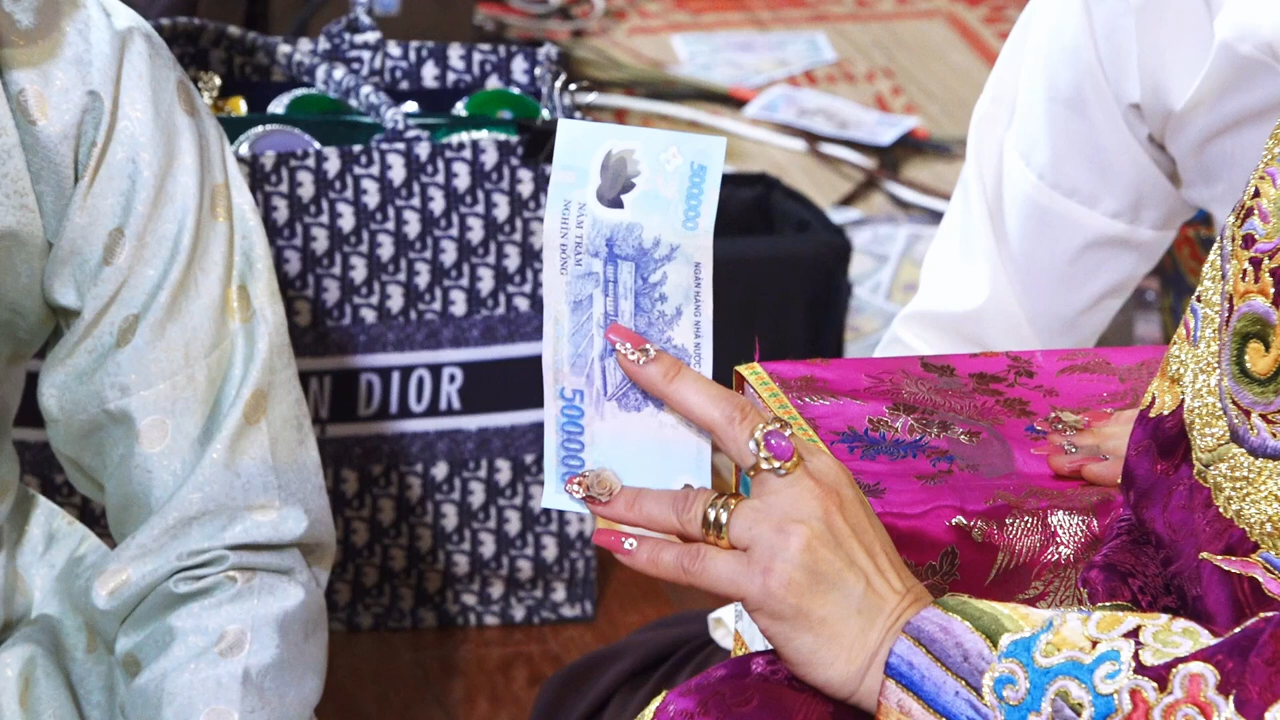 N DIOR
500000
NGÂN HÀNG NHÀ NƯỚC
NĂM TRĂM
NGHÌN ĐỒNG
500000